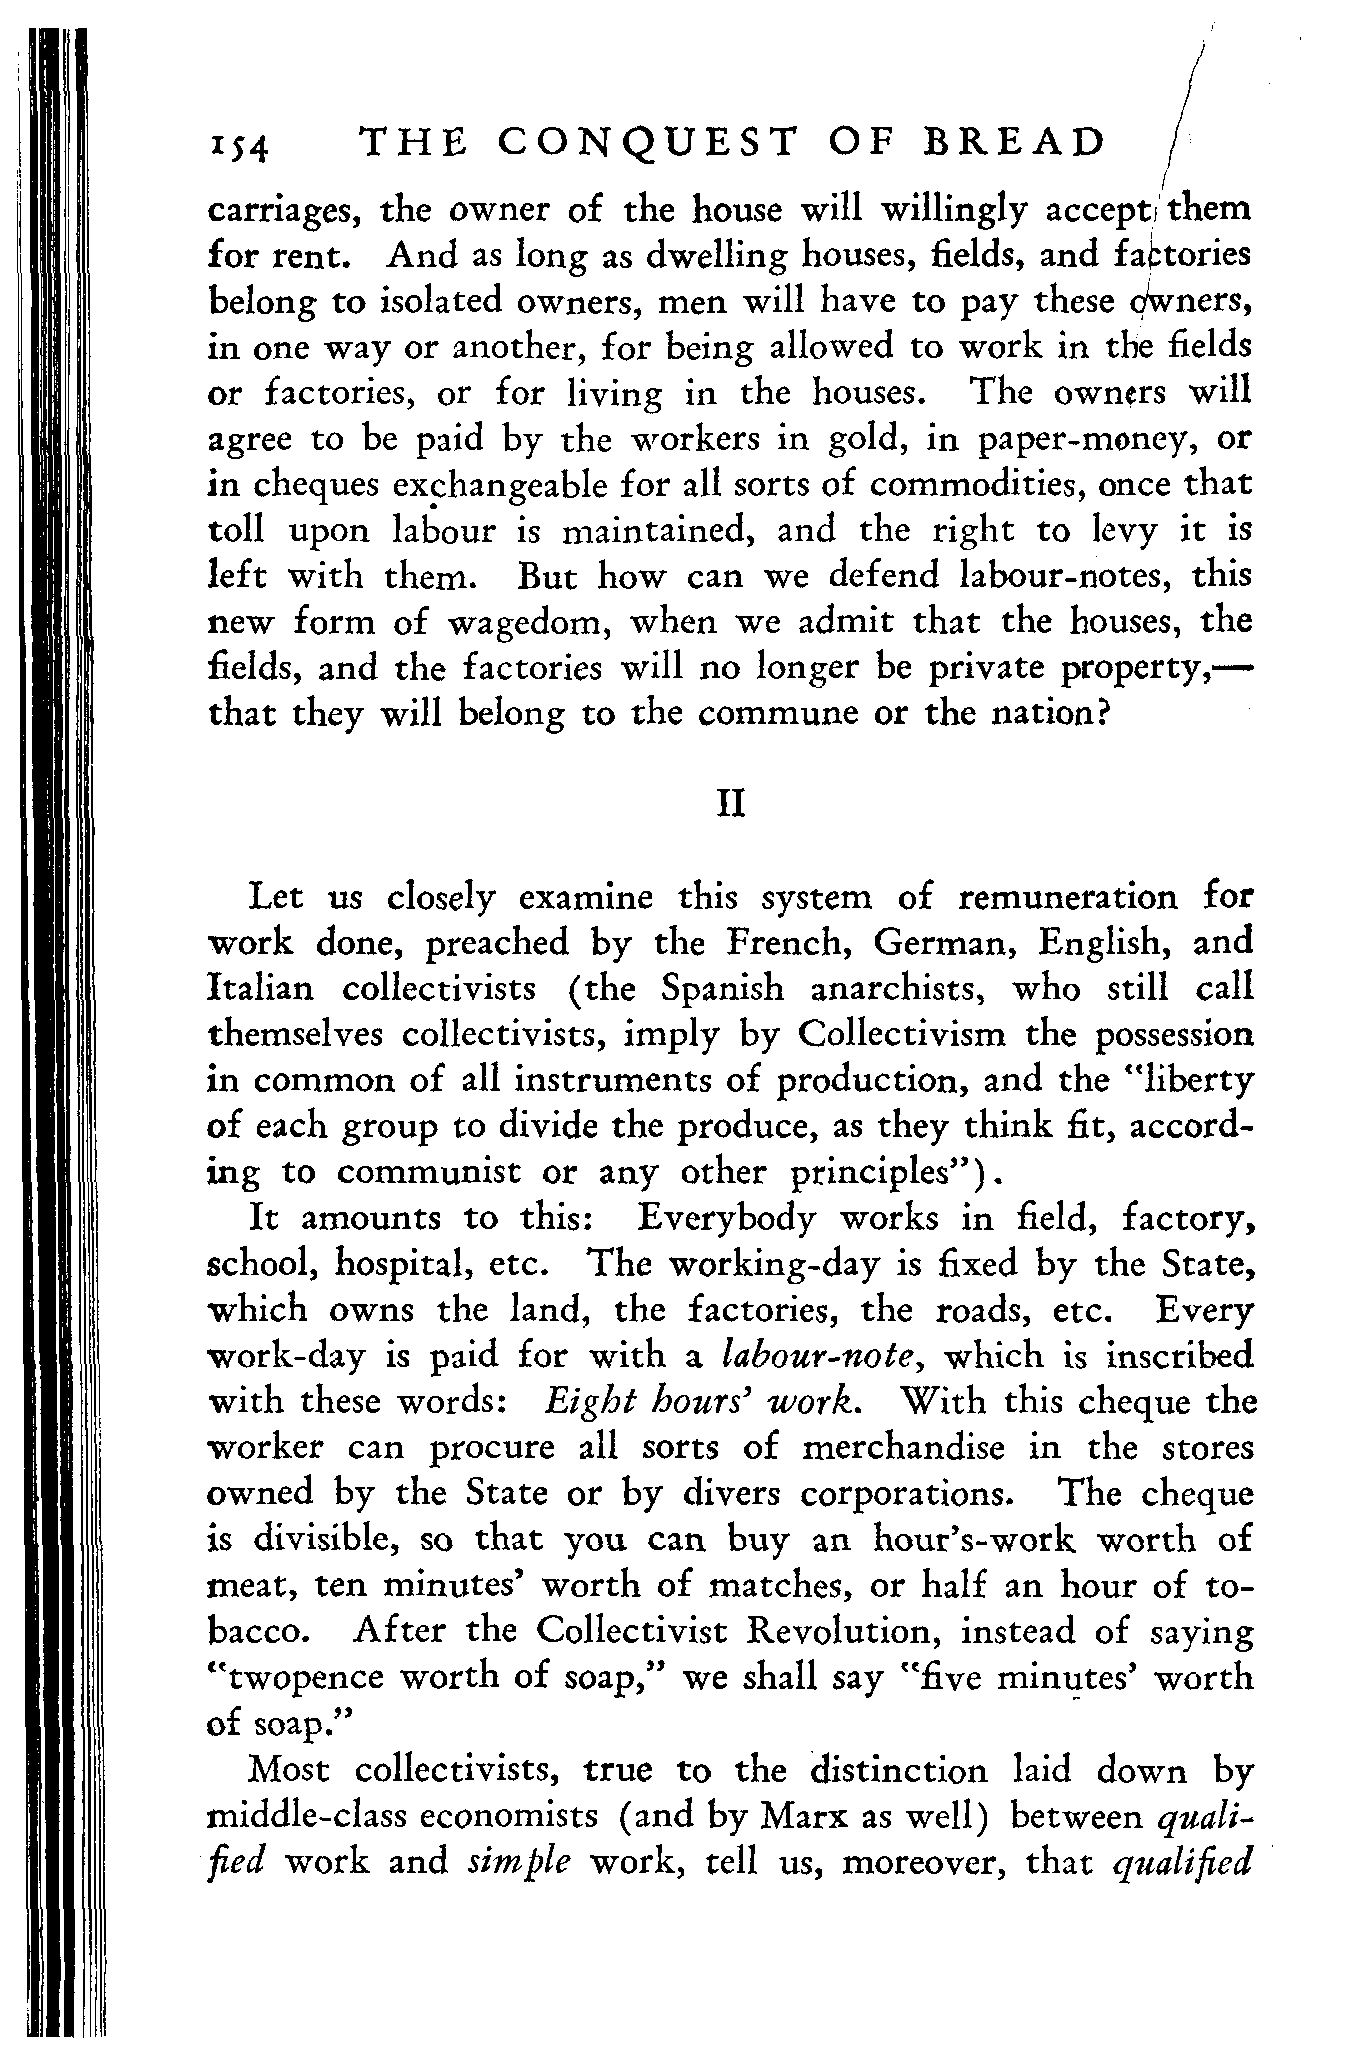 154 THE CONQUEST OF BREAD
carriages, the owner of the house will willingly accept them
for rent. And as long as dwelling houses, fields, and factories
belong to isolated owners, men will have to pay these owners,
in one way or another, for being allowed to work in the fields
or factories, or for living in the houses. The owners will
agree to be paid by the workers in gold, in paper-money, or
in cheques exchangeable for all sorts of commodities, once that
toll upon labour is maintained, and the right to levy it is
left with them. But how can we defend labour-notes, this
new form of wagedom, when we admit that the houses, the
fields, and the factories will no longer be private property,—
that they will belong to the commune or the nation?
II
Let us closely examine this system of remuneration for
work done, preached by the French, German, English, and
Italian collectivists (the Spanish anarchists, who still call
themselves collectivists, imply by Collectivism the possession
in common of all instruments of production, and the "liberty
of each group to divide the produce, as they think fit, accord-
ing to communist or any other principles").
It amounts to this: Everybody works in field, factory,
school, hospital, etc. The working-day is fixed by the State,
which owns the land, the factories, the roads, etc. Every
work-day is paid for with a labour-note, which is inscribed
with these words: Eight hours' work. With this cheque the
worker can procure all sorts of merchandise in the stores
owned by the State or by divers corporations. The cheque
is divisible, so that you can buy an hour's-work worth of
meat, ten minutes' worth of matches, or half an hour of to-
bacco. After the Collectivist Revolution, instead of saying
"twopence worth of soap," we shall say "five minutes' worth
of soap."
Most collectivists, true to the distinction laid down by
middle-class economists (and by Marx as well) between quali-
fied work and simple work, tell us, moreover, that qualified